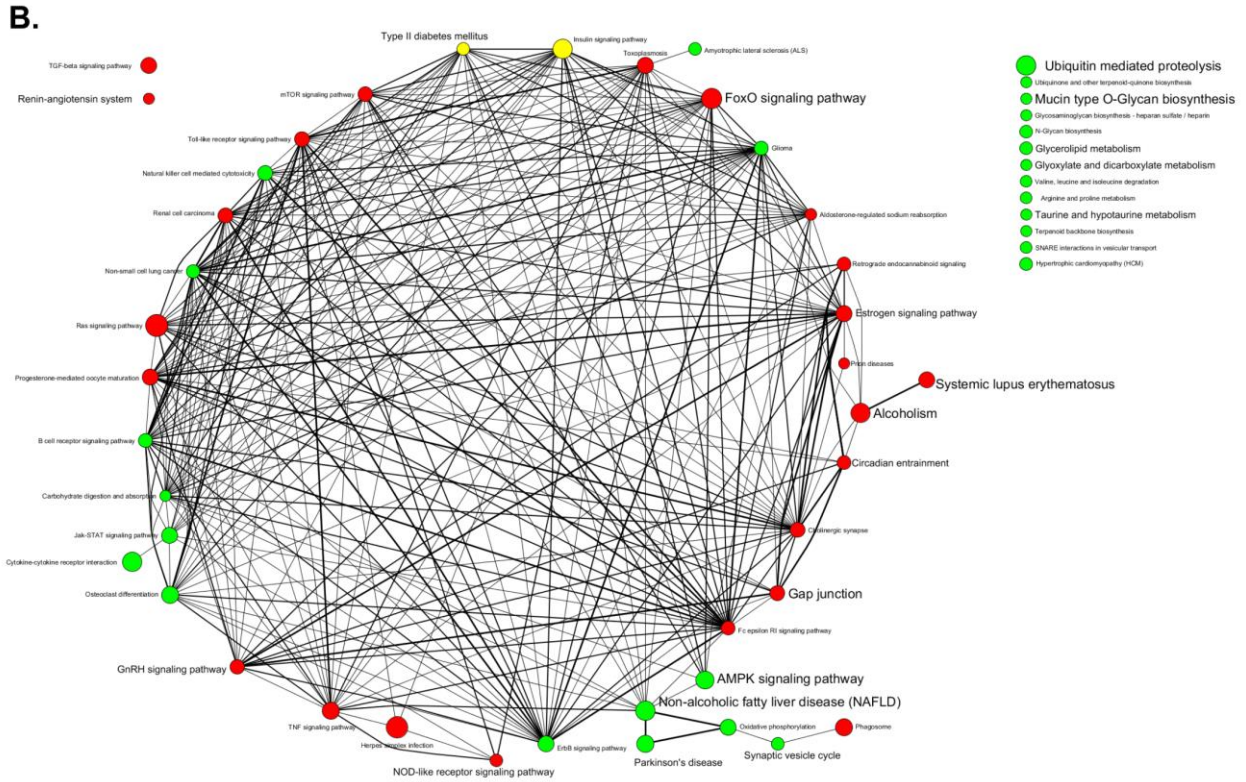 B.
Type II diabetes mellitus
Insulin signaling pathway
Toxoplasmosis
Amyotrophic lateral sclerosis (ALS)
TGF-beta signaling pathway
Renin-angiotensin system
mTOR signaling pathway
FoxO signaling pathway
Toll-like receptor signaling pathway
Glioma
Natural killer cell mediated cytotoxicity
Renal cell carcinoma
Aldosterone-regulated sodium reabsorption
Non-small cell lung cancer
Retrograde endocannabinoid signaling
Ras signaling pathway
Estrogen signaling pathway
Prion diseases
Progesterone-mediated oocyte maturation
Systemic lupus erythematosus
Alcoholism
B cell receptor signaling pathway
Circadian entrainment
Carbohydrate digestion and absorption
Cholinergic synapse
Jak-STAT signaling pathway
Cytokine-cytokine receptor interaction
Osteoclast differentiation
Gap junction
Fc epsilon RI signaling pathway
GnRH signaling pathway
AMPK signaling pathway
Non-alcoholic fatty liver disease (NAFLD)
TNF signaling pathway
Herpes simplex infection
NOD-like receptor signaling pathway
ErbB signaling pathway
Oxidative phosphorylation
Phagosome
Parkinson's disease
Synaptic vesicle cycle
Ubiquitin mediated proteolysis
Ubiquinone and other terpenoid-quinone biosynthesis
Mucin type O-Glycan biosynthesis
Glycosaminoglycan biosynthesis - heparan sulfate / heparin
N-Glycan biosynthesis
Glycerolipid metabolism
Glyoxylate and dicarboxylate metabolism
Valine, leucine and isoleucine degradation
Arginine and proline metabolism
Taurine and hypotaurine metabolism
Terpenoid backbone biosynthesis
SNARE interactions in vesicular transport
Hypertrophic cardiomyopathy (HCM)